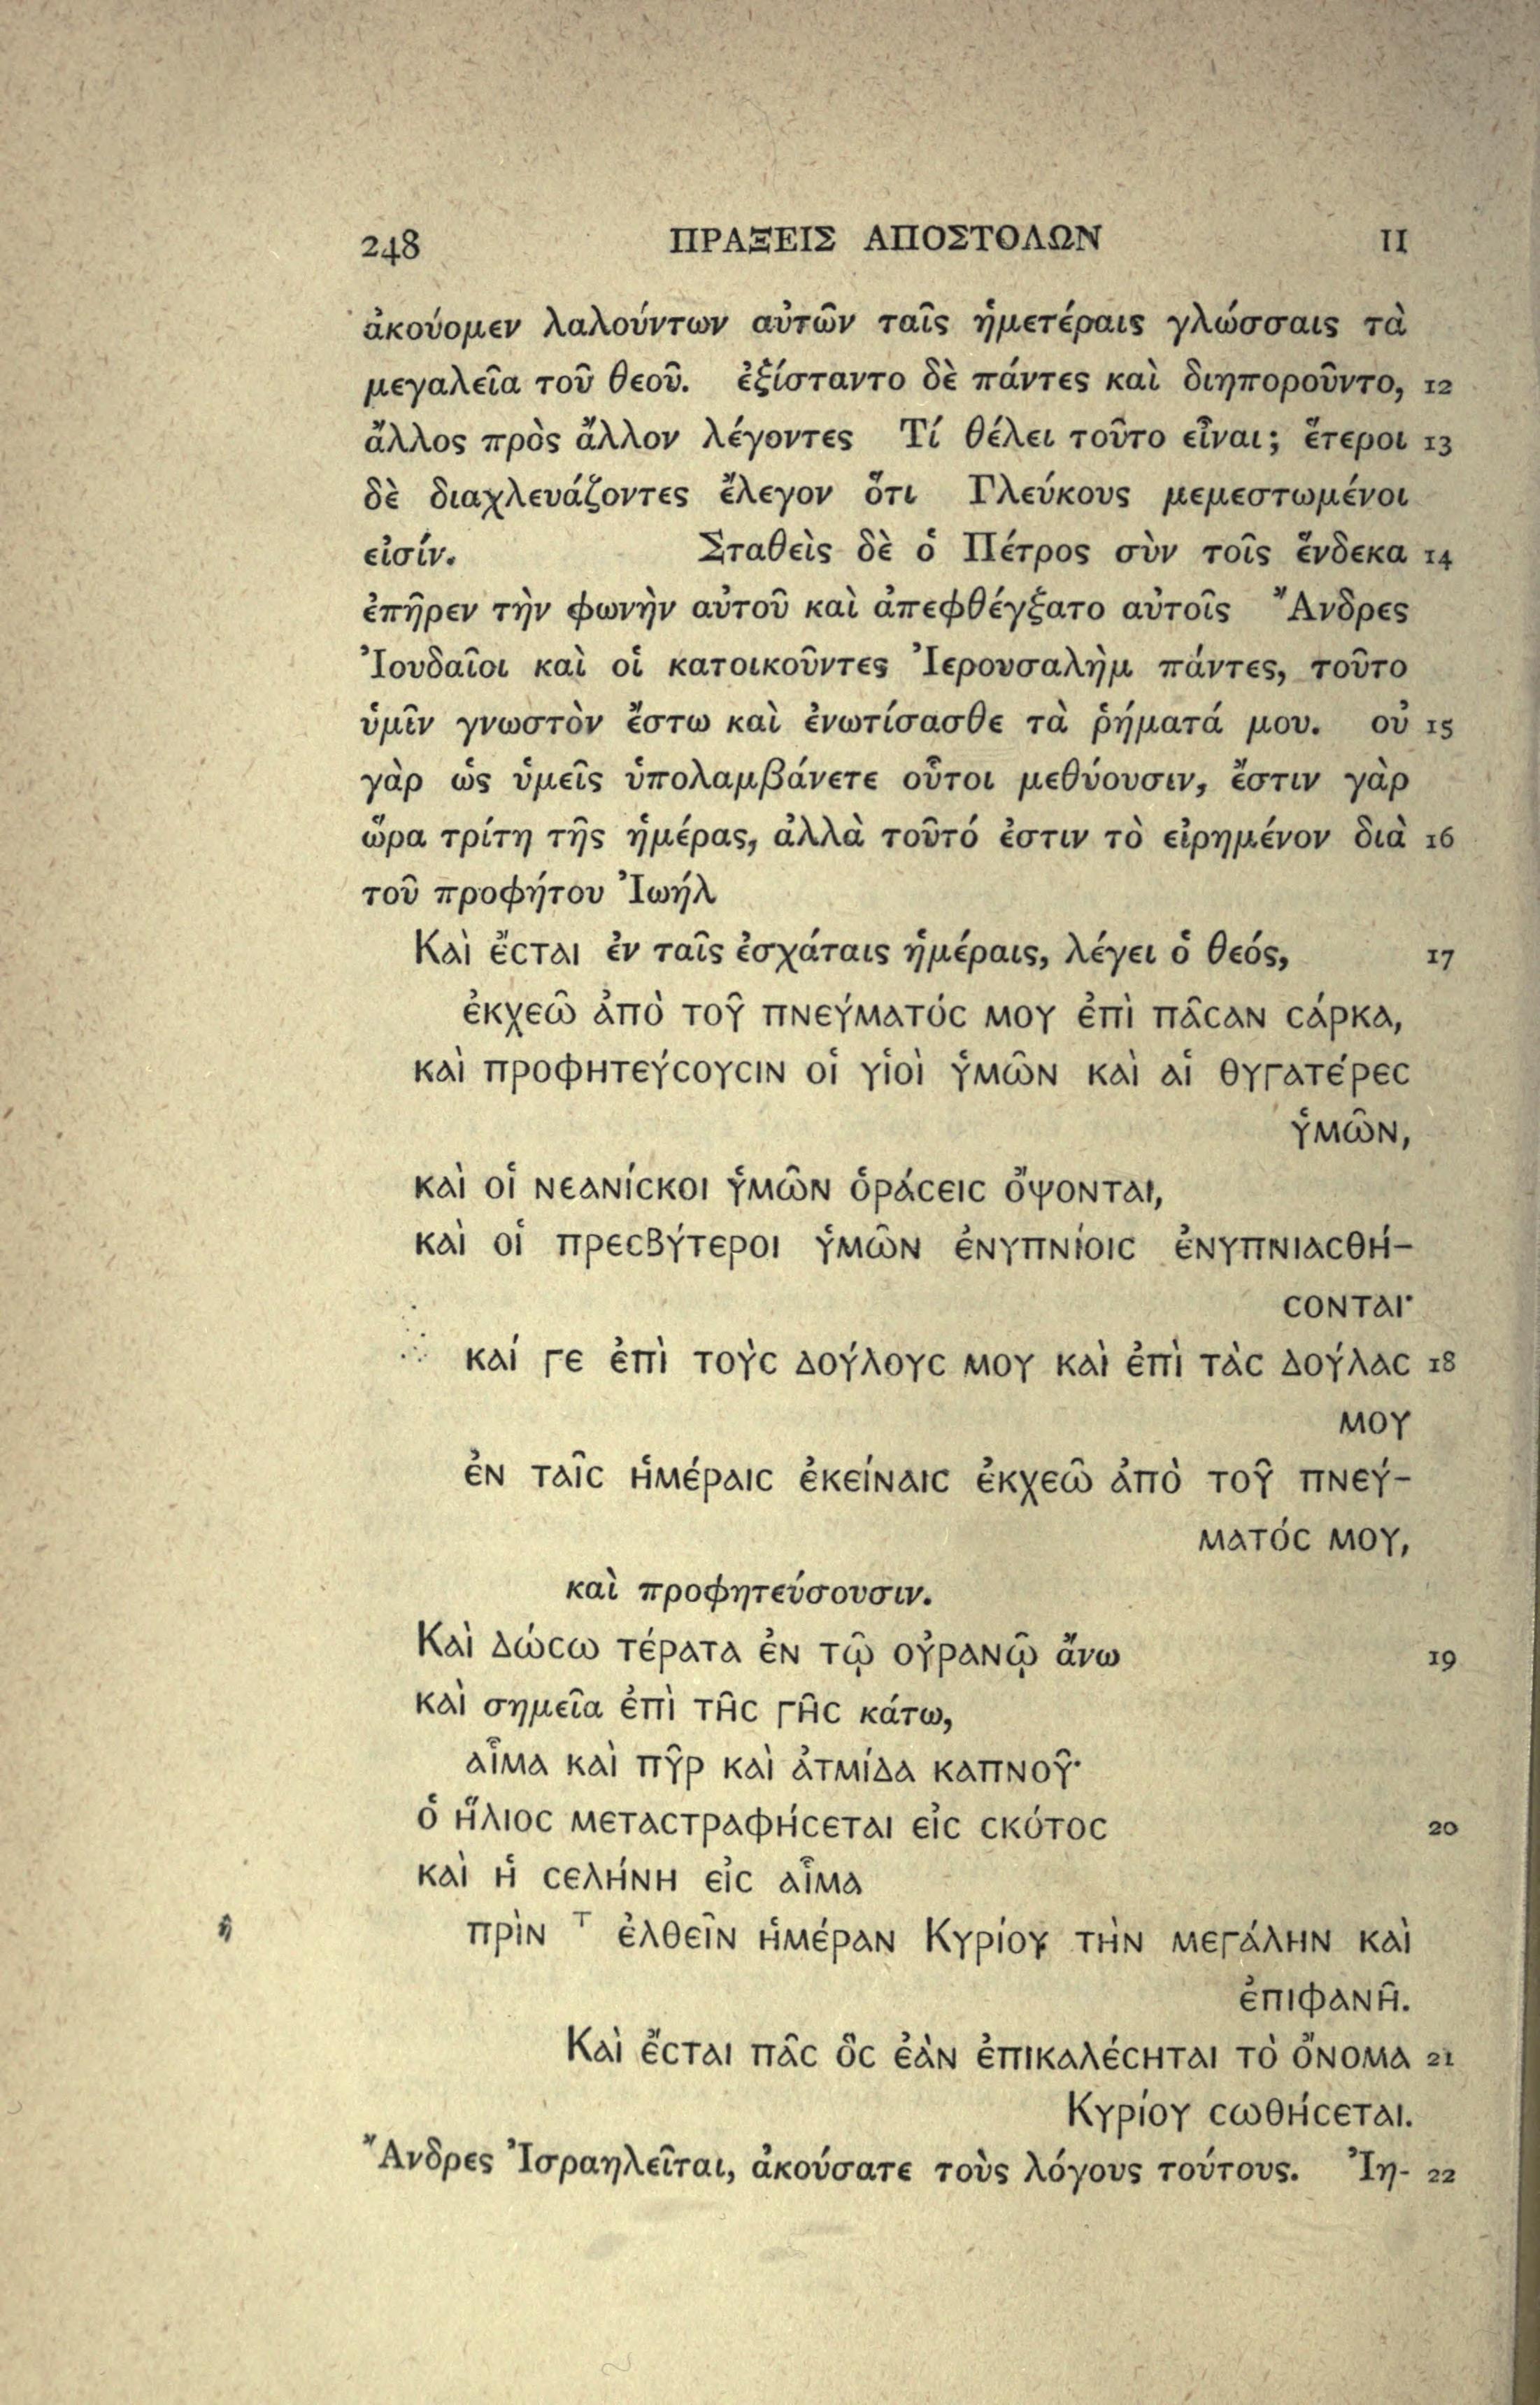 248 ΠΡΑΞΕΙΣ ΑΠΟΣΤΟΛΩΝ II
ἀκούομεν λαλούντων αὐτῶν ταῖς ἡμετέραις γλώσσαις τὰ
μεγαλεῖα τοῦ θεοῦ. ἐξίσταντο δὲ πάντες καὶ διηποροῦντο, 12
ἄλλος πρὸς ἄλλον λέγοντες Τί θέλει τοῦτο εἶναι; ἕτεροι 13
δὲ διαχλευάζοντες ἔλεγον ὅτι Γλεύκους μεμεστωμένοι
εἰσίν. Σταθεὶς δὲ ὁ Πέτρος σὺν τοῖς ἕνδεκα 14
ἐπῆρεν τὴν φωνὴν αὐτοῦ καὶ ἀπεφθέγξατο αὐτοῖς Ἄνδρες
Ἰουδαῖοι καὶ οἱ κατοικοῦντες Ἰερουσαλὴμ πάντες, τοῦτο
ὑμῖν γνωστὸν ἔστω καὶ ἐνωτίσασθε τὰ ῥήματά μου. οὐ 15
γὰρ ὡς ὑμεῖς ὑπολαμβάνετε οὗτοι μεθύουσιν, ἔστιν γὰρ
ὥρα τρίτη τῆς ἡμέρας, ἀλλὰ τοῦτό ἐστιν τὸ εἰρημένον διὰ 16
τοῦ προφήτου Ἰωήλ
Καὶ ἔσται ἐν ταῖς ἐσχάταις ἡμέραις, λέγει ὁ θεός, 17
ἐκχεῶ ἀπὸ τοῦ πνεύματός μου ἐπὶ πᾶσαν σάρκα,
καὶ προφητεύσουσιν οἱ υἱοὶ ὑμῶν καὶ αἱ θυγατέρες
ὑμῶν,
καὶ οἱ νεανίσκοι ὑμῶν ὁράσεις ὄψονται,
καὶ οἱ πρεσβύτεροι ὑμῶν ἐνυπνίοις ἐνυπνιασθή-
σονται·
καί γε ἐπὶ τοὺς δούλους μου καὶ ἐπὶ τὰς δούλας 18
μου
ἐν ταῖς ἡμέραις ἐκείναις ἐκχεῶ ἀπὸ τοῦ πνεύ-
ματός μου,
καὶ προφητεύσουσιν.
Καὶ δώσω τέρατα ἐν τῷ οὐρανῷ ἄνω 19
καὶ σημεῖα ἐπὶ τῆς γῆς κάτω,
αἷμα καὶ πῦρ καὶ ἀτμίδα καπνοῦ·
ὁ ἥλιος μεταστραφήσεται εἰς σκότος 20
καὶ ἡ σελήνη εἰς αἷμα
ἢ πρὶν ⊤ ἐλθεῖν ἡμέραν Κυρίου τὴν μεγάλην καὶ
ἐπιφανῆ.
Καὶ ἔσται πᾶς ὃς ἐὰν ἐπικαλέσηται τὸ ὄνομα 21
Κυρίου σωθήσεται.
Ἄνδρες Ἰσραηλεῖται, ἀκούσατε τοὺς λόγους τούτους. Ἰη- 22